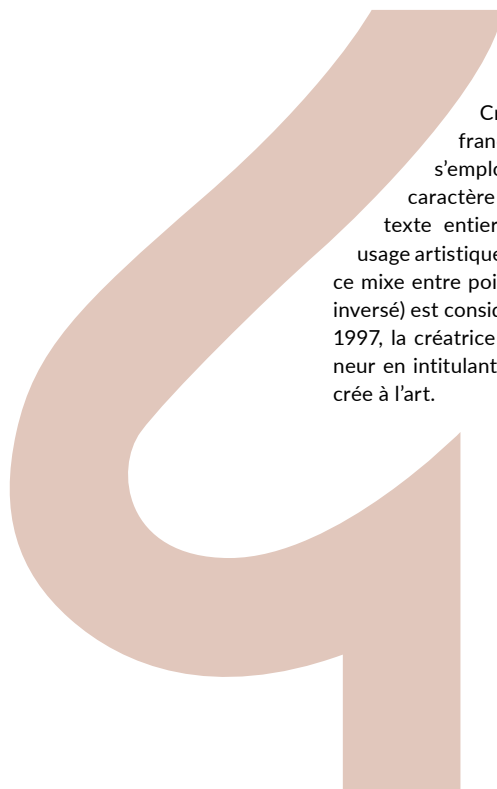 Cr
fran
s’emplo
caractère
texte entier
usage artistique
ce mixe entre poi
inversé) est consid
1997, la créatrice
neur en intitulant
crée à l’art.